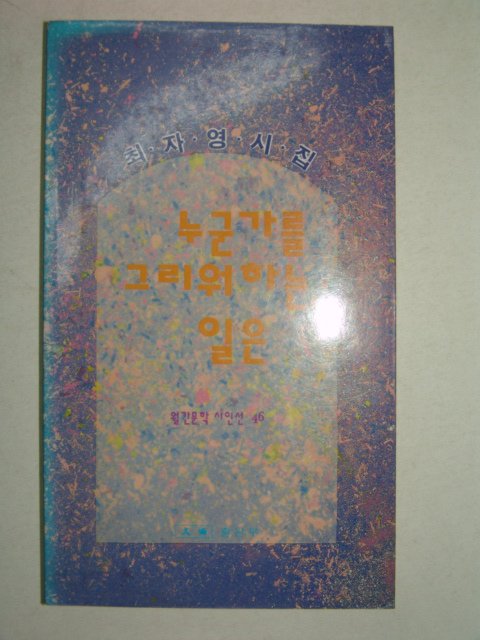 최·자·영·시·집
누군가를
그리워하는
일은
월간문학 시인선 46